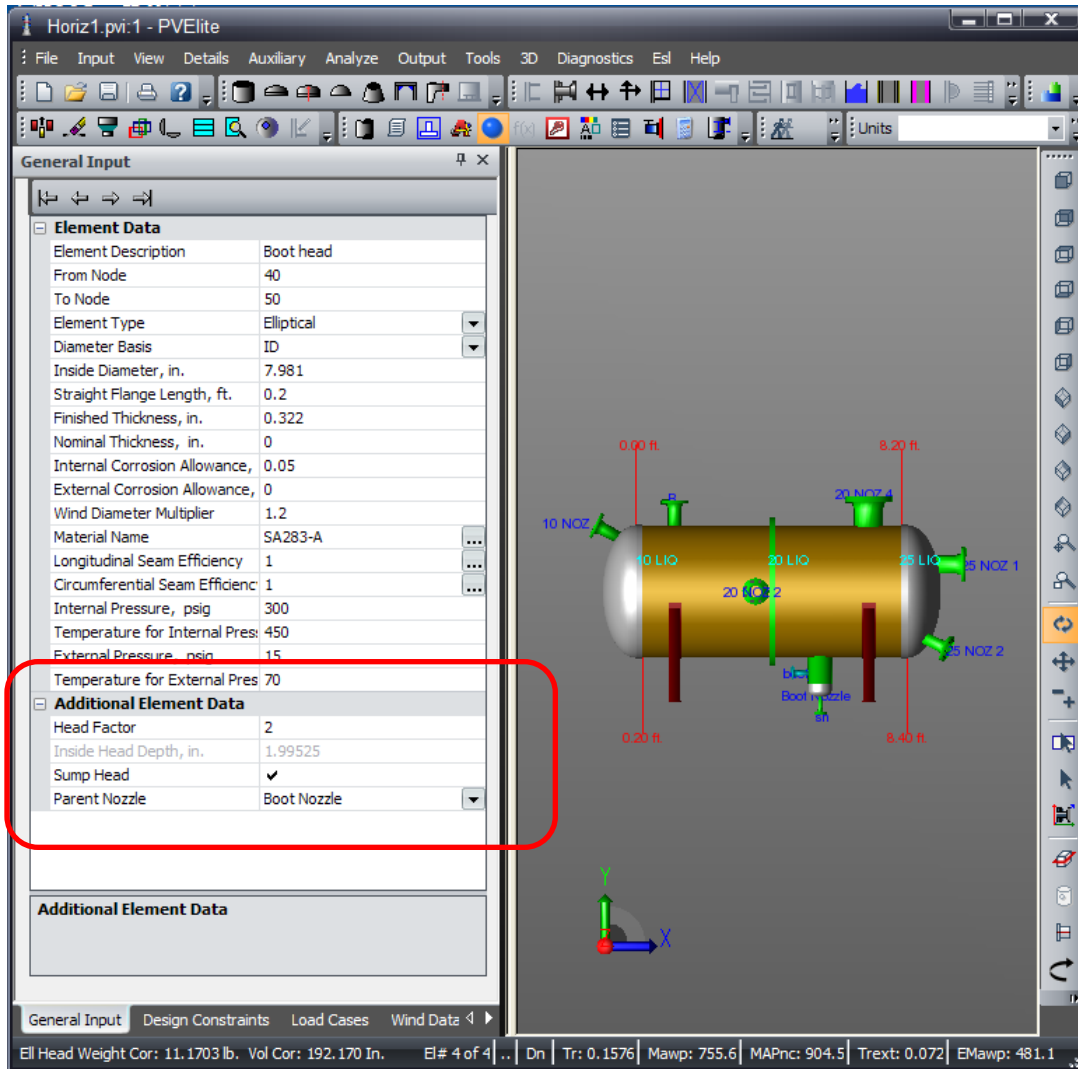 Horiz1.pvi:1 - PVElite
File Input View Details Auxiliary Analyze Output Tools 3D Diagnostics Esl Help
Units
General Input
Element Data
Element Description Boot head
From Node 40
To Node 50
Element Type Elliptical
Diameter Basis ID
Inside Diameter, in. 7.981
Straight Flange Length, ft. 0.2
Finished Thickness, in. 0.322
Nominal Thickness, in. 0
Internal Corrosion Allowance, 0.05
External Corrosion Allowance, 0
Wind Diameter Multiplier 1.2
Material Name SA283-A
Longitudinal Seam Efficiency 1
Circumferential Seam Efficienc 1
Internal Pressure, psig 300
Temperature for Internal Pres 450
External Pressure, psig 15
Temperature for External Pres 70
Additional Element Data
Head Factor 2
Inside Head Depth, in. 1.99525
Sump Head
Parent Nozzle Boot Nozzle
Additional Element Data
General Input Design Constraints Load Cases Wind Data
0.00 ft. 8.20 ft.
20 NOZ 4
10 NOZ
10 LIQ 20 LIQ 25 LIQ
25 NOZ 1
20 NOZ 2
25 NOZ 2
Boot Nozzle
sn
0.20 ft. 8.40 ft.
Y
X
Ell Head Weight Cor: 11.1703 lb. Vol Cor: 192.170 In. El# 4 of 4 .. Dn Tr: 0.1576 Mawp: 755.6 MAPnc: 904.5 Trext: 0.072 EMawp: 481.1